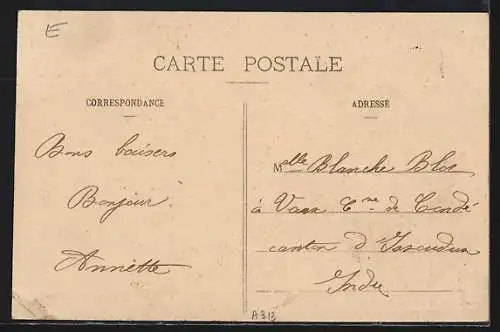 E
CARTE POSTALE
CORRESPONDANCE
ADRESSE
Bons baisers
Bonjour
Annette
Mlle Blanche Blot
à Vaux Cne de Condé
canton d'Issoudun
Indre
A313